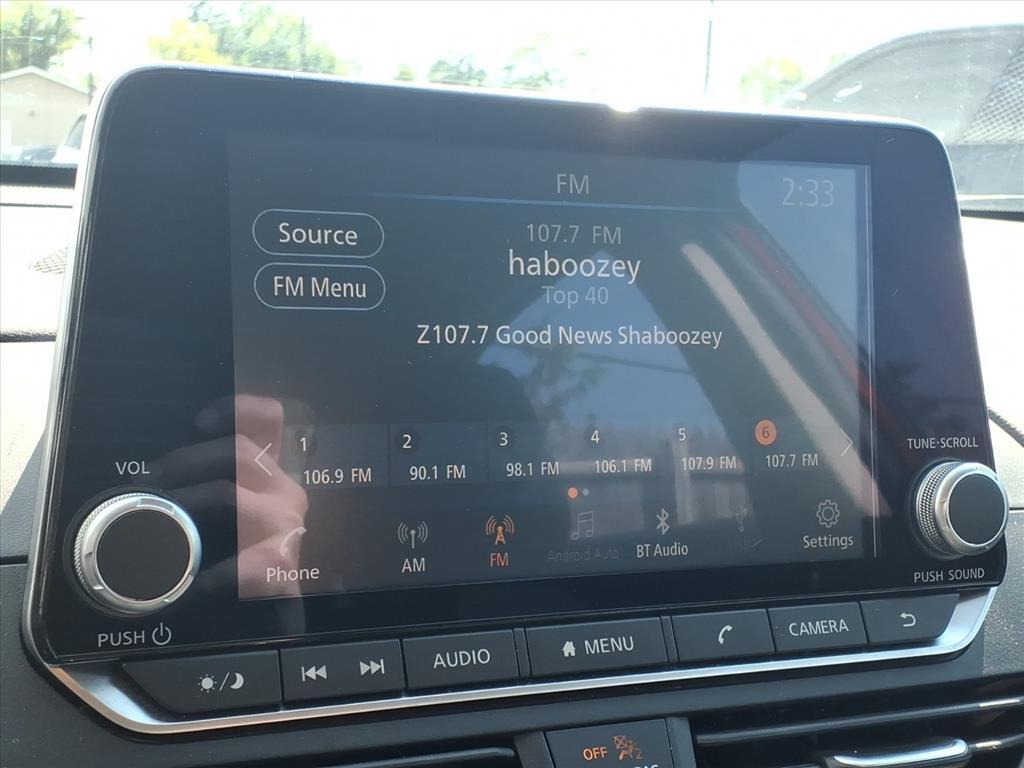 FM
2:33
Source
107.7 FM
haboozey
FM Menu
Top 40
Z107.7 Good News Shaboozey
1 2 3 4 5 6
106.9 FM 90.1 FM 98.1 FM 106.1 FM 107.9 FM 107.7 FM
VOL
TUNE·SCROLL
Phone AM FM Android Auto BT Audio USB Settings
PUSH
PUSH SOUND
AUDIO MENU CAMERA
OFF